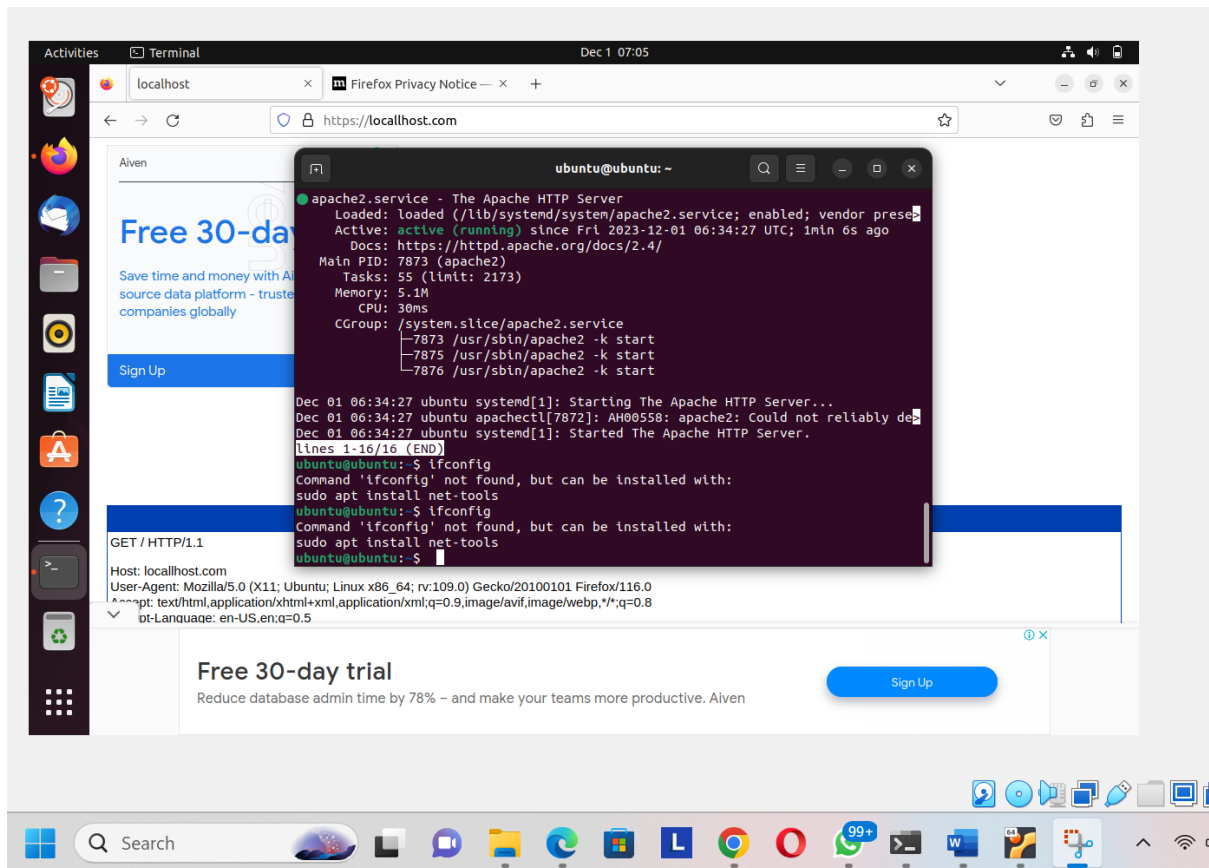 Activities Terminal Dec 1 07:05
localhost × Firefox Privacy Notice — × +
https://locallhost.com
Aiven
Free 30-da
Save time and money with Ai
source data platform - truste
companies globally
Sign Up
ubuntu@ubuntu: ~
apache2.service - The Apache HTTP Server
Loaded: loaded (/lib/systemd/system/apache2.service; enabled; vendor prese>
Active: active (running) since Fri 2023-12-01 06:34:27 UTC; 1min 6s ago
Docs: https://httpd.apache.org/docs/2.4/
Main PID: 7873 (apache2)
Tasks: 55 (limit: 2173)
Memory: 5.1M
CPU: 30ms
CGroup: /system.slice/apache2.service
├─7873 /usr/sbin/apache2 -k start
├─7875 /usr/sbin/apache2 -k start
└─7876 /usr/sbin/apache2 -k start
Dec 01 06:34:27 ubuntu systemd[1]: Starting The Apache HTTP Server...
Dec 01 06:34:27 ubuntu apachectl[7872]: AH00558: apache2: Could not reliably de>
Dec 01 06:34:27 ubuntu systemd[1]: Started The Apache HTTP Server.
lines 1-16/16 (END)
ubuntu@ubuntu:~$ ifconfig
Command 'ifconfig' not found, but can be installed with:
sudo apt install net-tools
ubuntu@ubuntu:~$ ifconfig
Command 'ifconfig' not found, but can be installed with:
sudo apt install net-tools
ubuntu@ubuntu:~$
GET / HTTP/1.1
Host: locallhost.com
User-Agent: Mozilla/5.0 (X11; Ubuntu; Linux x86_64; rv:109.0) Gecko/20100101 Firefox/116.0
text/html,application/xhtml+xml,application/xml;q=0.9,image/avif,image/webp,*/*;q=0.8
pt-Language: en-US,en;q=0.5
Free 30-day trial
Reduce database admin time by 78% – and make your teams more productive. Aiven
Sign Up
Search
99+